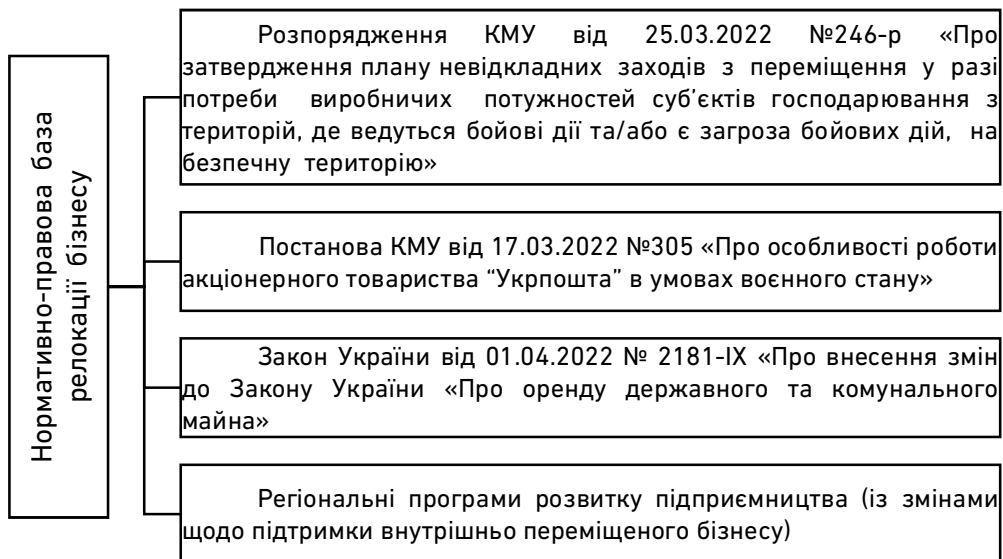 Нормативно-правова база
релокації бізнесу
Розпорядження КМУ від 25.03.2022 №246-р «Про
затвердження плану невідкладних заходів з переміщення у разі
потреби виробничих потужностей суб’єктів господарювання з
територій, де ведуться бойові дії та/або є загроза бойових дій, на
безпечну територію»
Постанова КМУ від 17.03.2022 №305 «Про особливості роботи
акціонерного товариства “Укрпошта” в умовах воєнного стану»
Закон України від 01.04.2022 № 2181-IX «Про внесення змін
до Закону України «Про оренду державного та комунального
майна»
Регіональні програми розвитку підприємництва (із змінами
щодо підтримки внутрішньо переміщеного бізнесу)